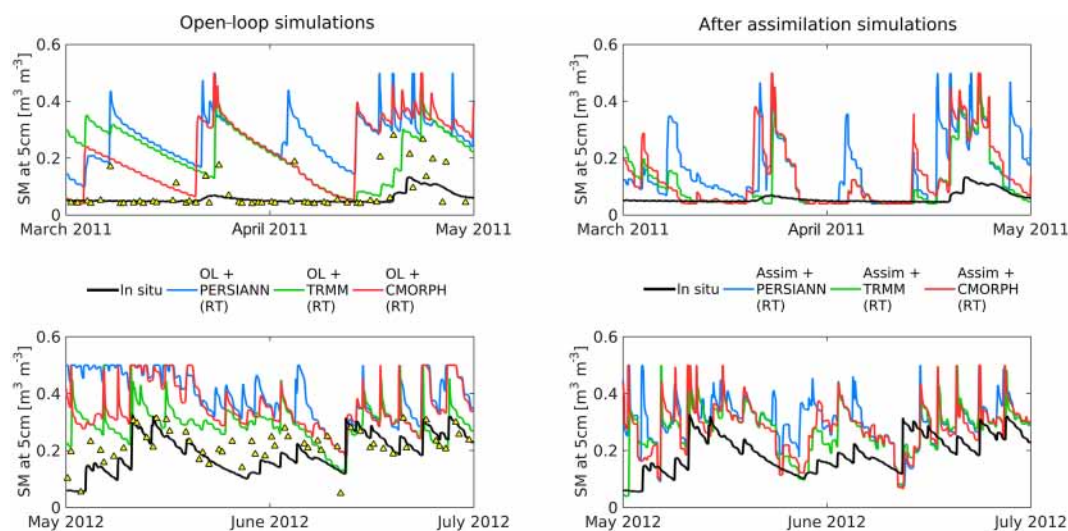 Open-loop simulations
After assimilation simulations
SM at 5cm [m³ m⁻³]
0.6
0.4
0.2
0
March 2011
April 2011
May 2011
SM at 5cm [m³ m⁻³]
0.6
0.4
0.2
0
March 2011
April 2011
May 2011
In situ
OL +
PERSIANN
(RT)
OL +
TRMM
(RT)
OL +
CMORPH
(RT)
In situ
Assim +
PERSIANN
(RT)
Assim +
TRMM
(RT)
Assim +
CMORPH
(RT)
SM at 5cm [m³ m⁻³]
0.6
0.4
0.2
0
May 2012
June 2012
July 2012
SM at 5cm [m³ m⁻³]
0.6
0.4
0.2
0
May 2012
June 2012
July 2012